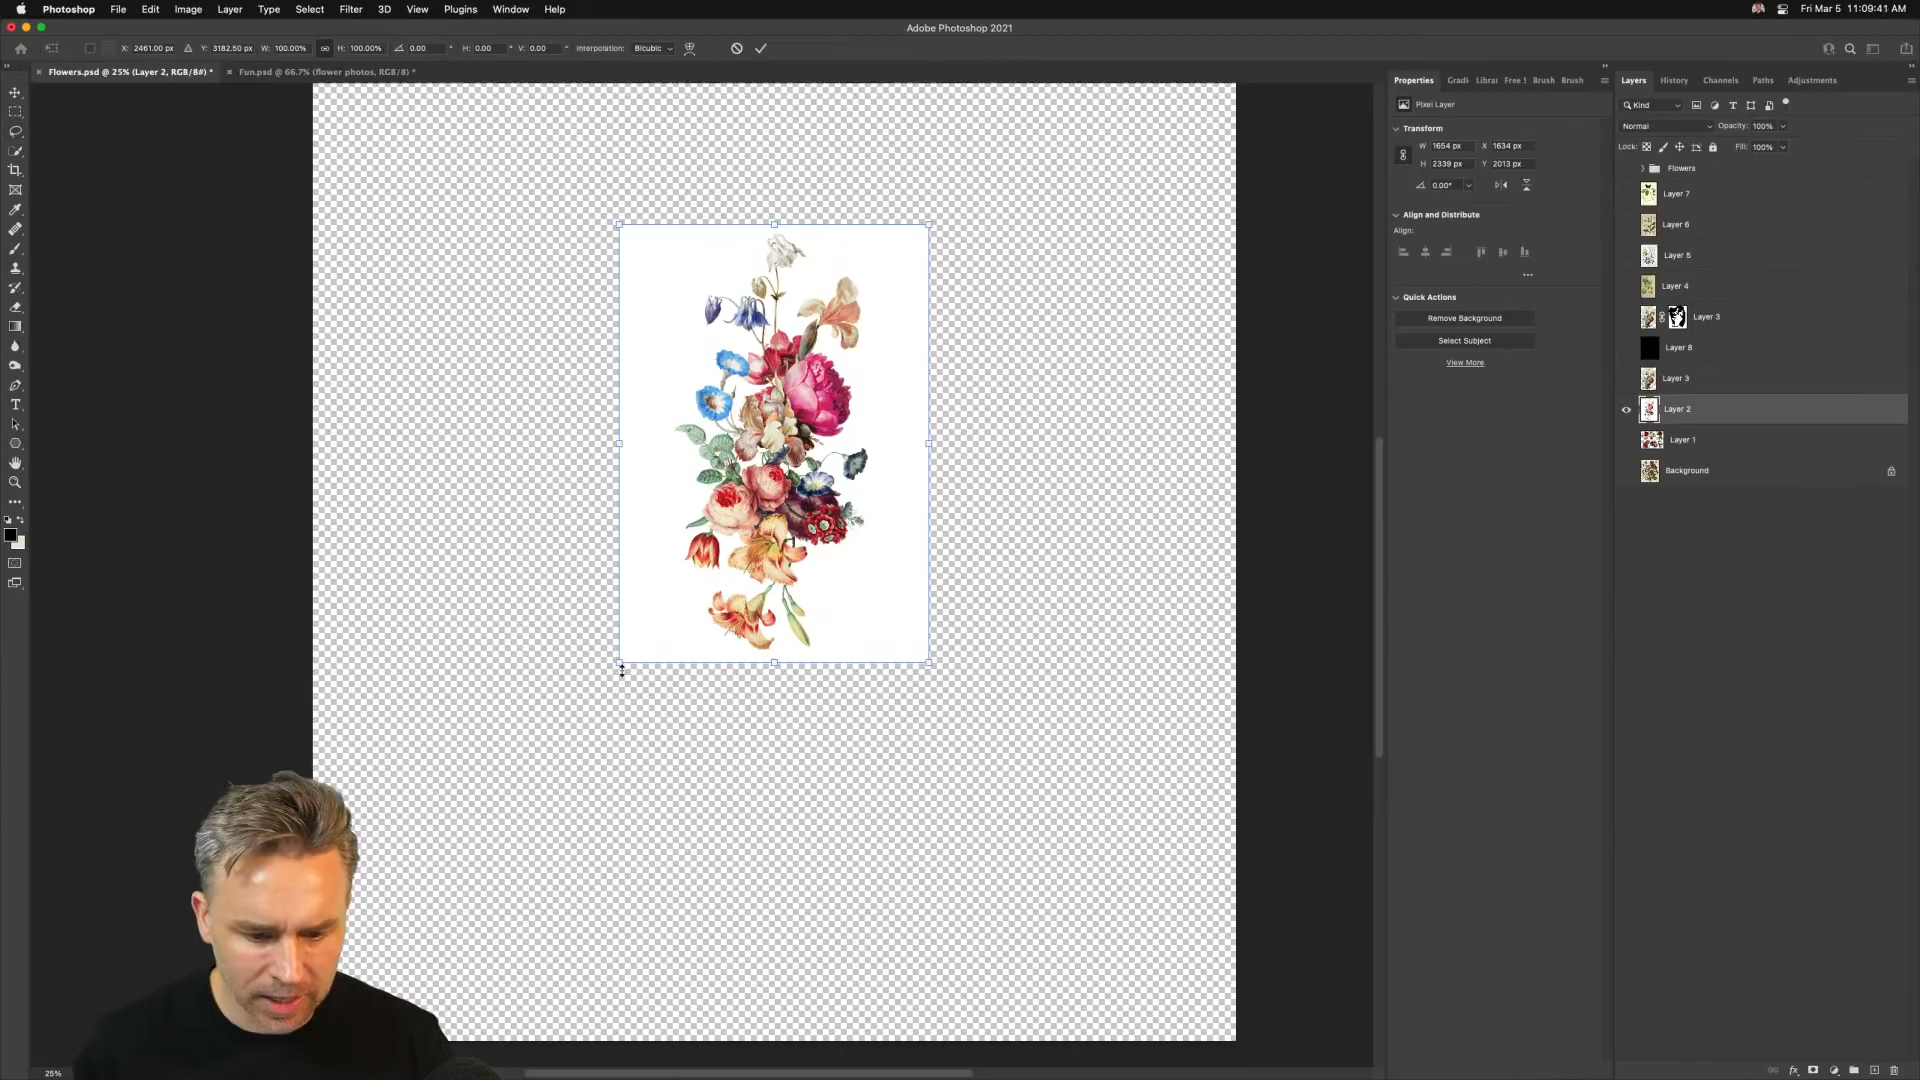 Photoshop File Edit Image Layer Type Select Filter 3D View Plugins Window Help Fri Mar 5 11:09:41 AM
Adobe Photoshop 2021
X: 2461.00 px Y: 3182.50 px W: 100.00% H: 100.00% 0.00 ° H: 0.00 ° V: 0.00 ° Interpolation: Bicubic
× Flowers.psd @ 25% (Layer 2, RGB/8#) * × Fun.psd @ 66.7% (flower photos, RGB/8) *
Properties Gradi Librar Free S Brush Brush
Pixel Layer
Transform
W 1654 px X 1634 px
H 2339 px Y 2013 px
0.00°
Align and Distribute
Align:
Quick Actions
Remove Background
Select Subject
View More
Layers History Channels Paths Adjustments
Kind
Normal Opacity: 100%
Lock: Fill: 100%
Flowers
Layer 7
Layer 6
Layer 5
Layer 4
Layer 3
Layer 8
Layer 3
Layer 2
Layer 1
Background
25%
fx